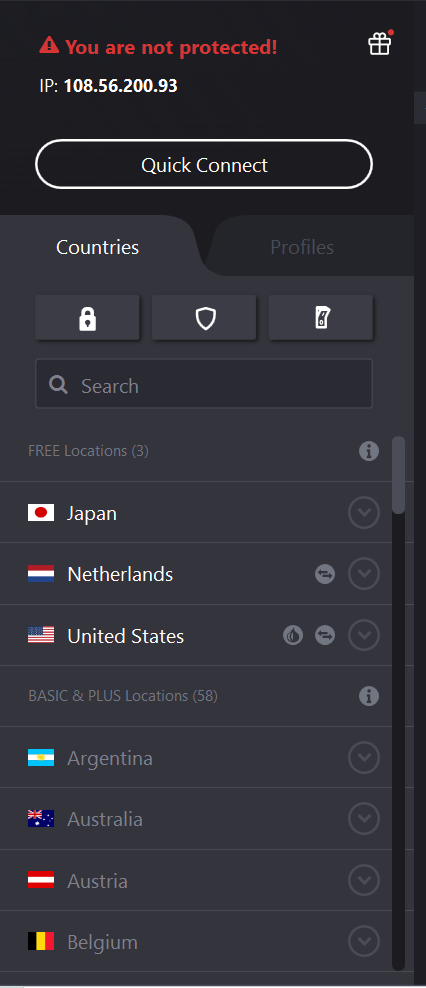 You are not protected!
IP: 108.56.200.93
Quick Connect
Countries
Profiles
Search
FREE Locations (3)
Japan
Netherlands
United States
BASIC & PLUS Locations (58)
Argentina
Australia
Austria
Belgium